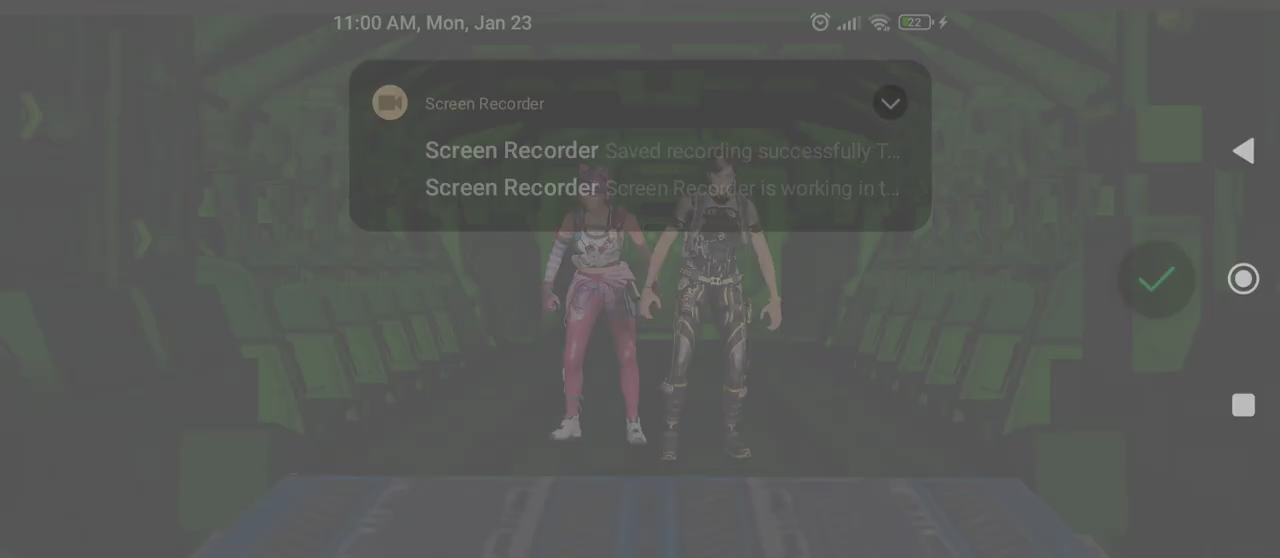 11:00 AM, Mon, Jan 23
22
Screen Recorder
Screen Recorder Saved recording successfully T...
Screen Recorder Screen Recorder is working in t...